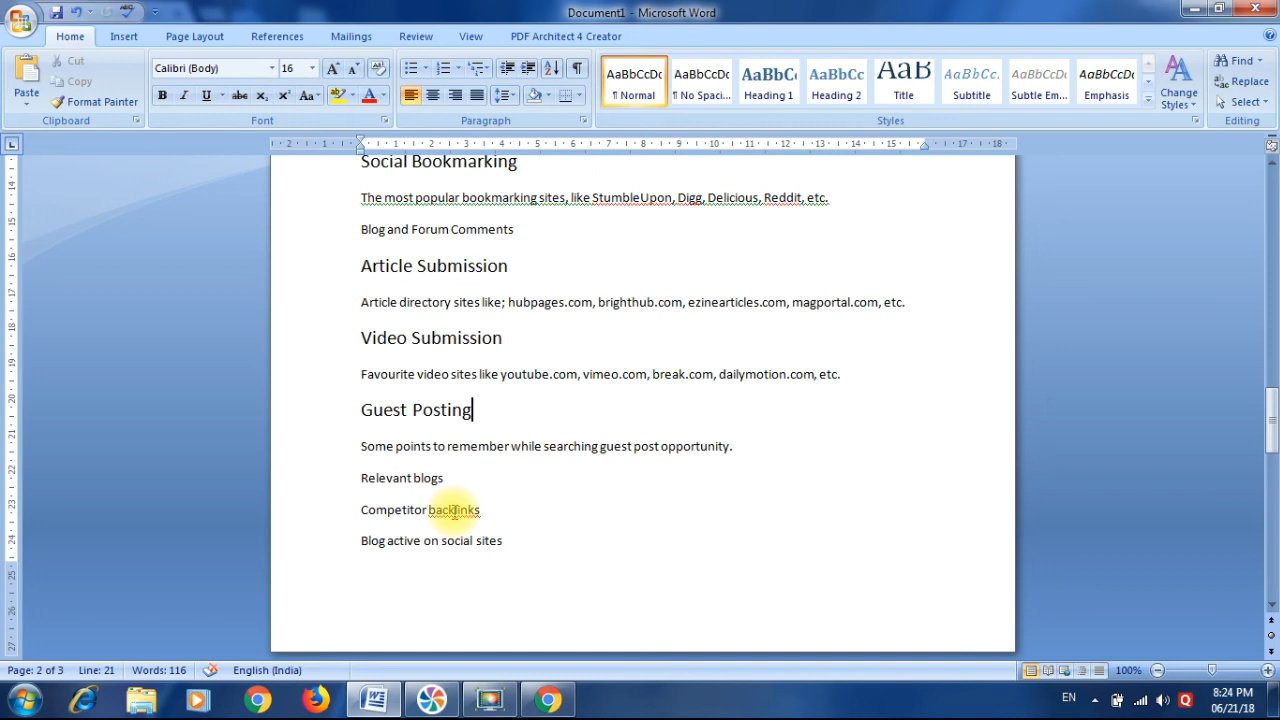 Document1 - Microsoft Word
Home Insert Page Layout References Mailings Review View PDF Architect 4 Creator
Paste
Cut
Copy
Format Painter
Clipboard
Calibri (Body) 16
Font
Paragraph
AaBbCcDc AaBbCcDc AaBbC‹ AaBbCc AaB AaBbCc. AaBbCcDc AaBbCcDc
¶ Normal ¶ No Spaci... Heading 1 Heading 2 Title Subtitle Subtle Em... Emphasis
Change Styles
Styles
Find
Replace
Select
Editing
Social Bookmarking
The most popular bookmarking sites, like StumbleUpon, Digg, Delicious, Reddit, etc.
Blog and Forum Comments
Article Submission
Article directory sites like; hubpages.com, brighthub.com, ezinearticles.com, magportal.com, etc.
Video Submission
Favourite video sites like youtube.com, vimeo.com, break.com, dailymotion.com, etc.
Guest Posting
Some points to remember while searching guest post opportunity.
Relevant blogs
Competitor backlinks
Blog active on social sites
Page: 2 of 3 Line: 21 Words: 116 English (India) 100%
EN 8:24 PM
06/21/18